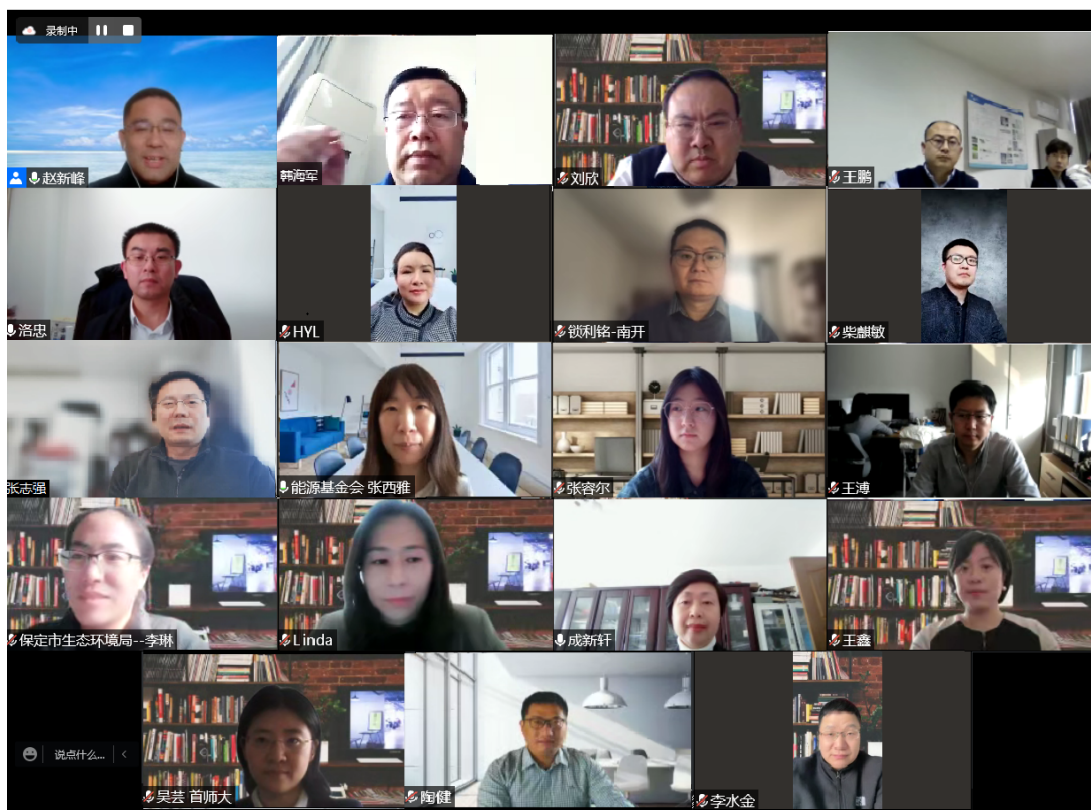 录制中
赵新峰
韩海军
刘欣
王鹏
洛忠
HYL
锁利铭-南开
柴麒敏
张志强
能源基金会 张西雅
张容尔
王溥
保定市生态环境局--李琳
Linda
成新轩
王鑫
说点什么...
吴芸 首师大
陶健
李水金